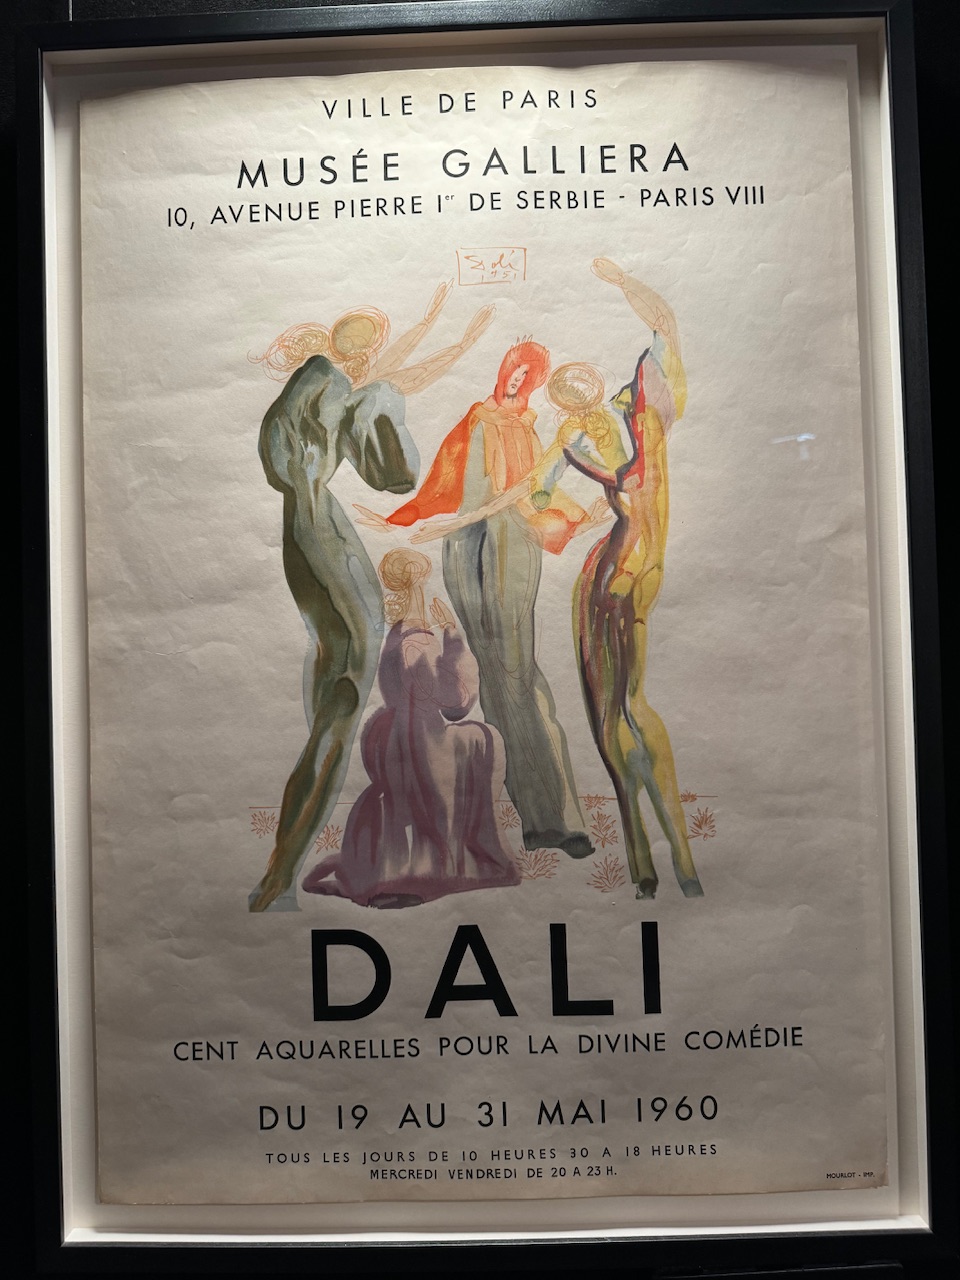 VILLE DE PARIS
MUSÉE GALLIERA
10, AVENUE PIERRE Ier DE SERBIE - PARIS VIII
Dali
1951
DALI
CENT AQUARELLES POUR LA DIVINE COMÉDIE
DU 19 AU 31 MAI 1960
TOUS LES JOURS DE 10 HEURES 30 A 18 HEURES
MERCREDI VENDREDI DE 20 A 23 H.
MOURLOT - IMP.